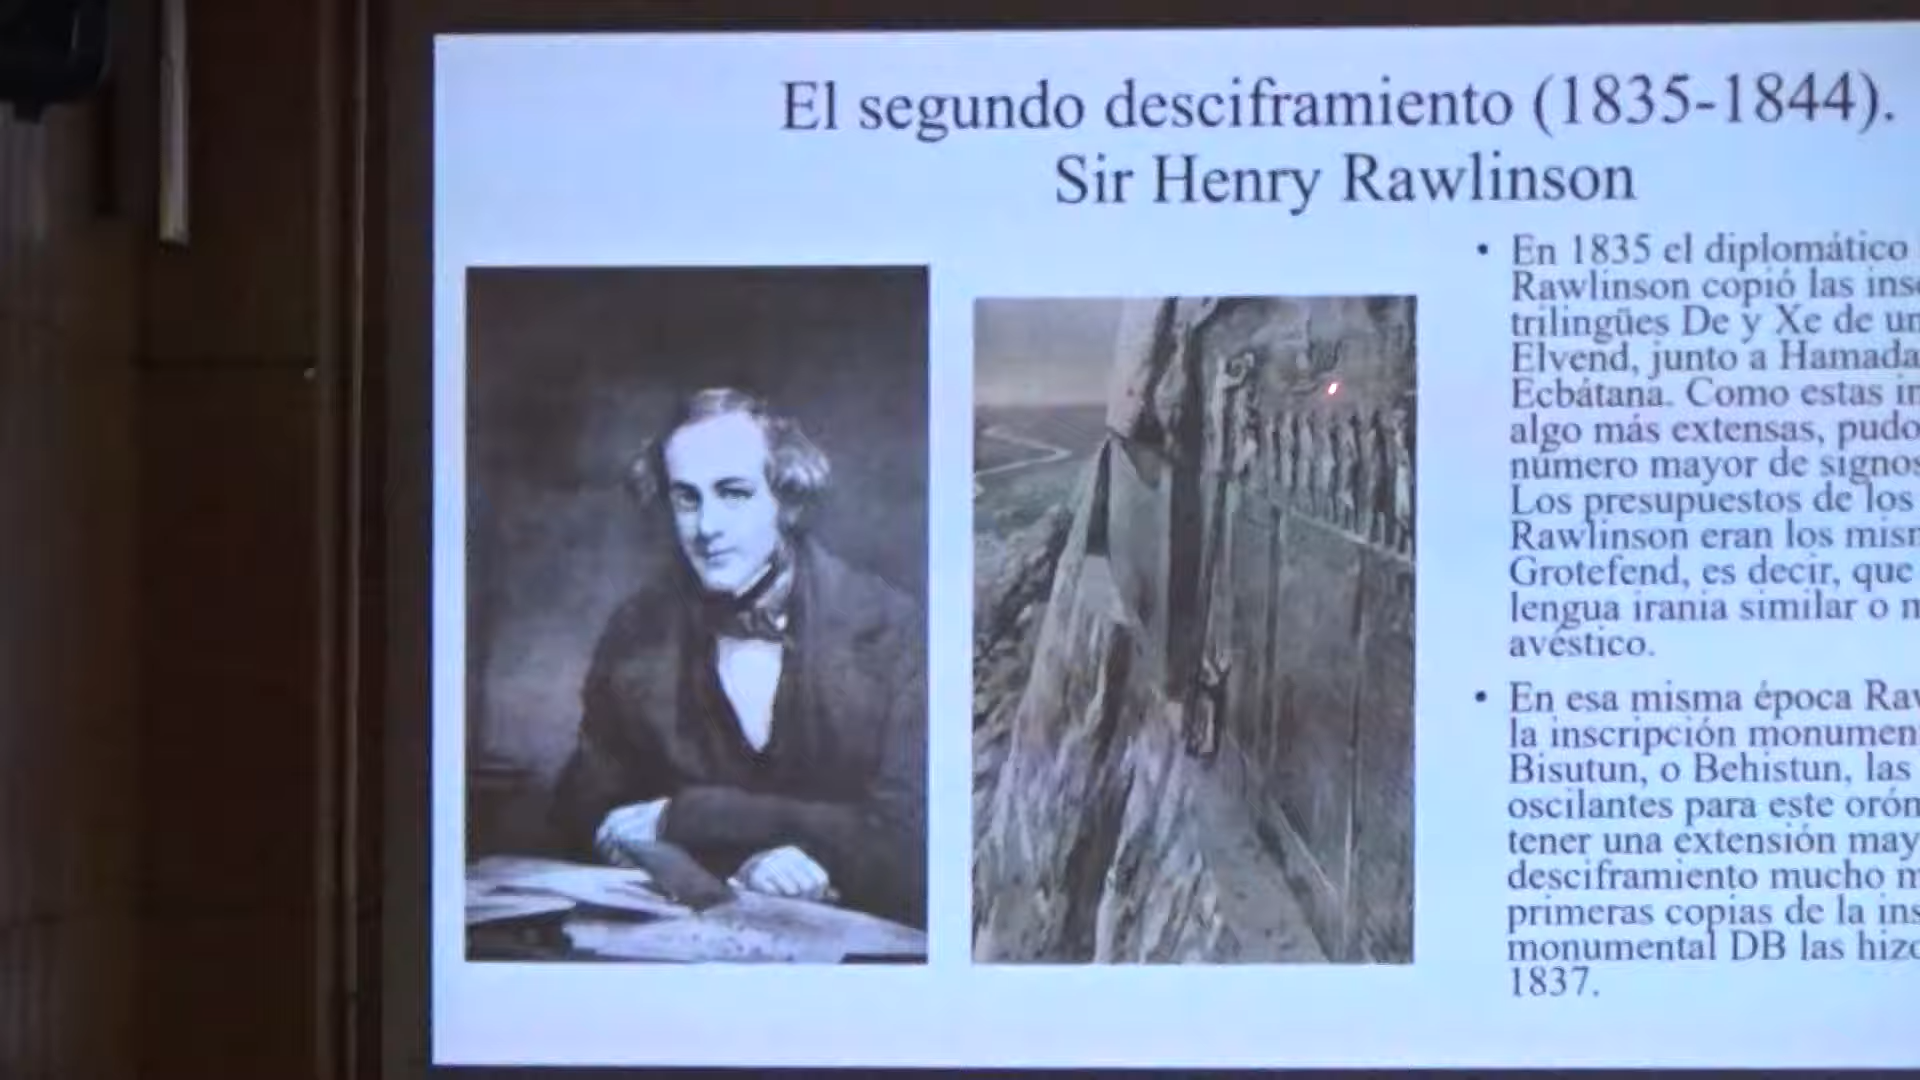 El segundo desciframiento (1835-1844).
Sir Henry Rawlinson
• En 1835 el diplomático
Rawlinson copió las
trilingües De y Xe de
Elvend, junto a
Ecbátana. Como estas
algo más extensas, pudo
número mayor de signos
Los presupuestos de los
Rawlinson eran los
Grotefend, es decir, que
lengua irania similar o
avéstico.
• En esa misma época
la inscripción
Bisutun, o Behistun, las
oscilantes para este
tener una extensión
desciframiento mucho
primeras copias de la
monumental DB las
1837.